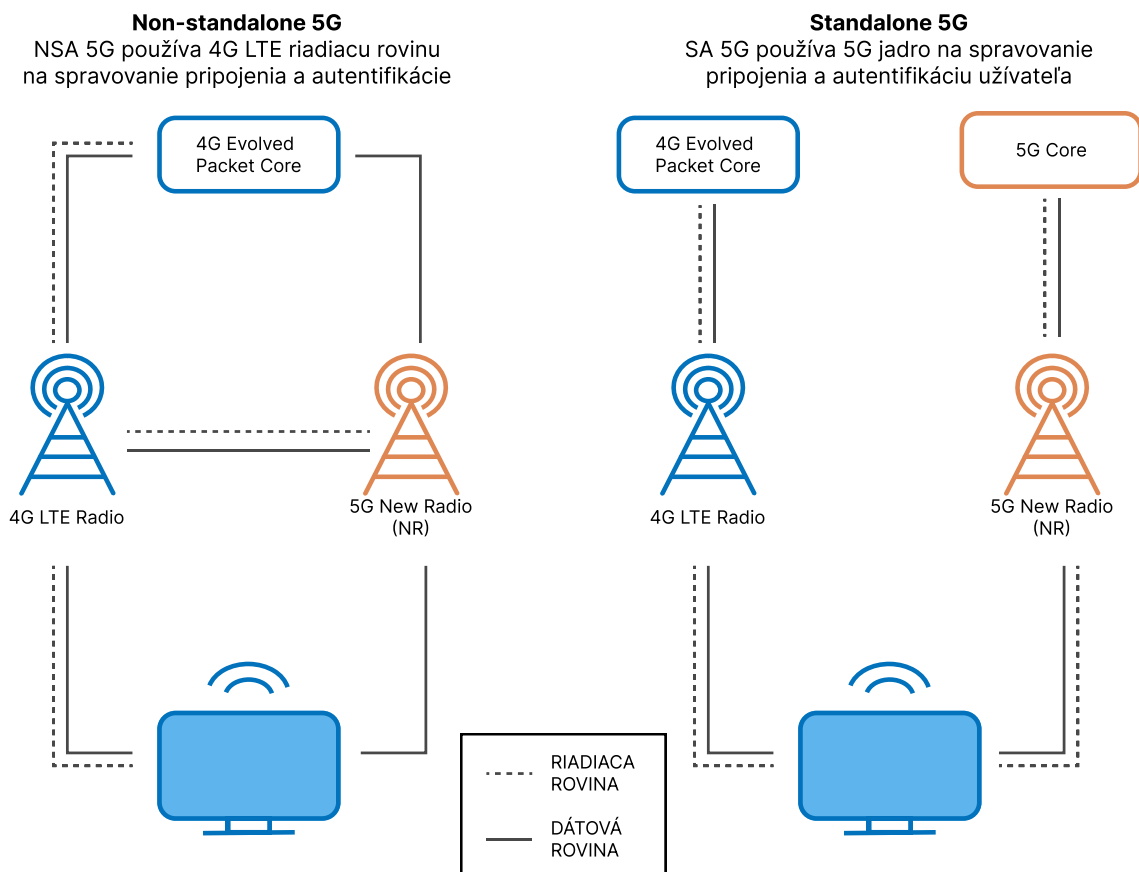 Non-standalone 5G
NSA 5G používa 4G LTE riadiacu rovinu
na spravovanie pripojenia a autentifikácie
Standalone 5G
SA 5G používa 5G jadro na spravovanie
pripojenia a autentifikáciu užívateľa
4G Evolved
Packet Core
4G Evolved
Packet Core
5G Core
4G LTE Radio
5G New Radio
(NR)
4G LTE Radio
5G New Radio
(NR)
RIADIACA
ROVINA
DÁTOVÁ
ROVINA